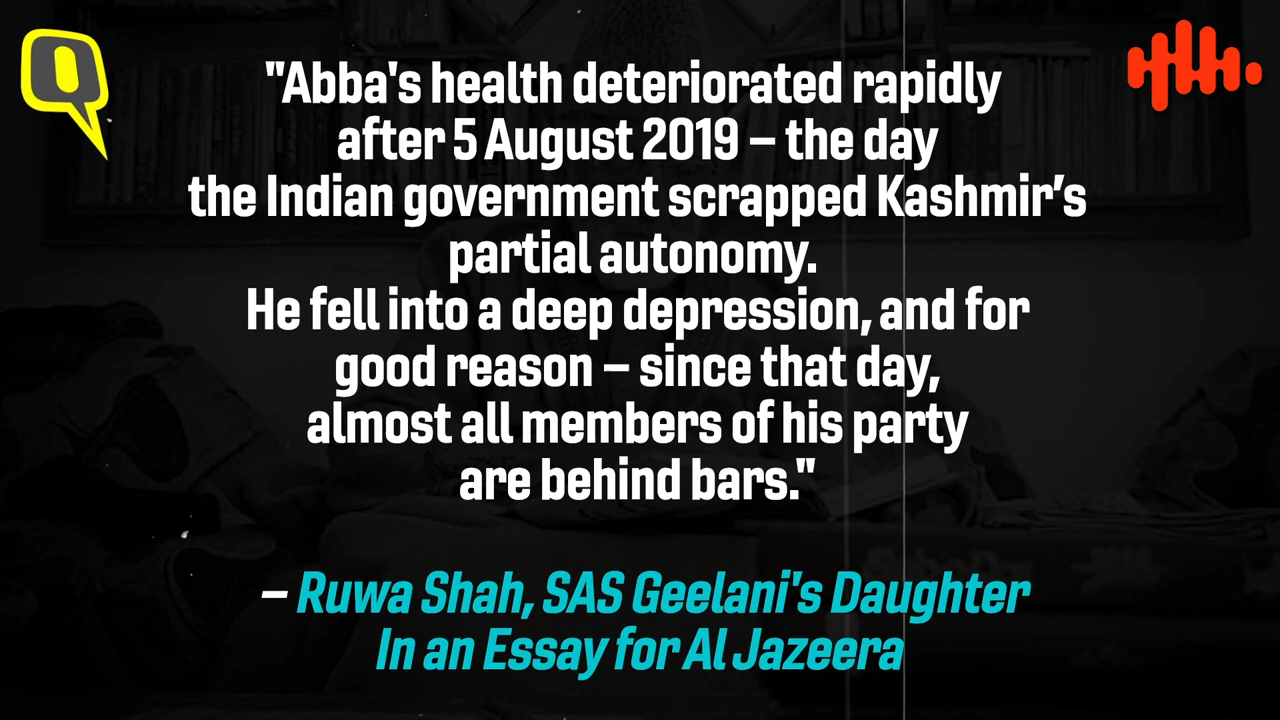 "Abba's health deteriorated rapidly
after 5 August 2019 – the day
the Indian government scrapped Kashmir's
partial autonomy.
He fell into a deep depression, and for
good reason – since that day,
almost all members of his party
are behind bars."
– Ruwa Shah, SAS Geelani's Daughter
In an Essay for Al Jazeera